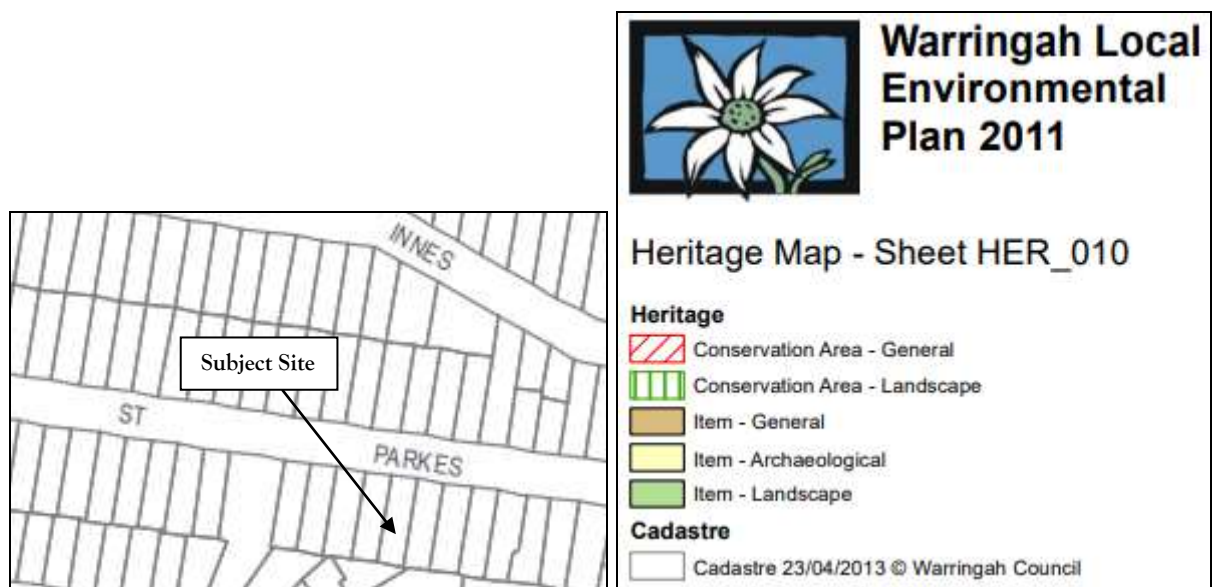 INNES
Subject Site
ST
PARKES
Warringah Local
Environmental
Plan 2011
Heritage Map - Sheet HER_010
Heritage
Conservation Area - General
Conservation Area - Landscape
Item - General
Item - Archaeological
Item - Landscape
Cadastre
Cadastre 23/04/2013 © Warringah Council